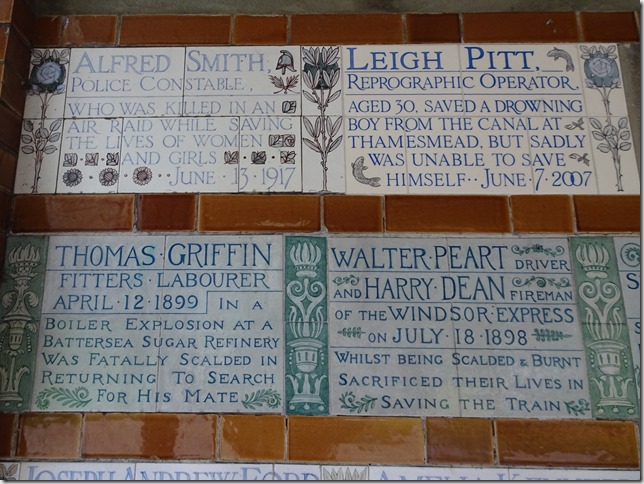 ALFRED SMITH,
POLICE CONSTABLE,
WHO WAS KILLED IN AN
AIR RAID WHILE SAVING
THE LIVES OF WOMEN
AND GIRLS
·· JUNE · 13 · 1917
LEIGH PITT,
REPROGRAPHIC OPERATOR,
AGED 30, SAVED A DROWNING
BOY FROM THE CANAL AT
THAMESMEAD, BUT SADLY
WAS UNABLE TO SAVE
HIMSELF · · JUNE · 7 · 2007
THOMAS · GRIFFIN
FITTERS LABOURER
APRIL · 12 · 1899 IN A
BOILER EXPLOSION AT A
BATTERSEA SUGAR REFINERY
WAS FATALLY SCALDED IN
RETURNING TO SEARCH
FOR HIS MATE
WALTER · PEART DRIVER
AND HARRY · DEAN FIREMAN
OF THE WINDSOR EXPRESS
ON JULY · 18 · 1898
WHILST BEING SCALDED & BURNT
SACRIFICED THEIR LIVES IN
SAVING THE TRAIN
JOSEPH ANDREW FORD
AMELIA